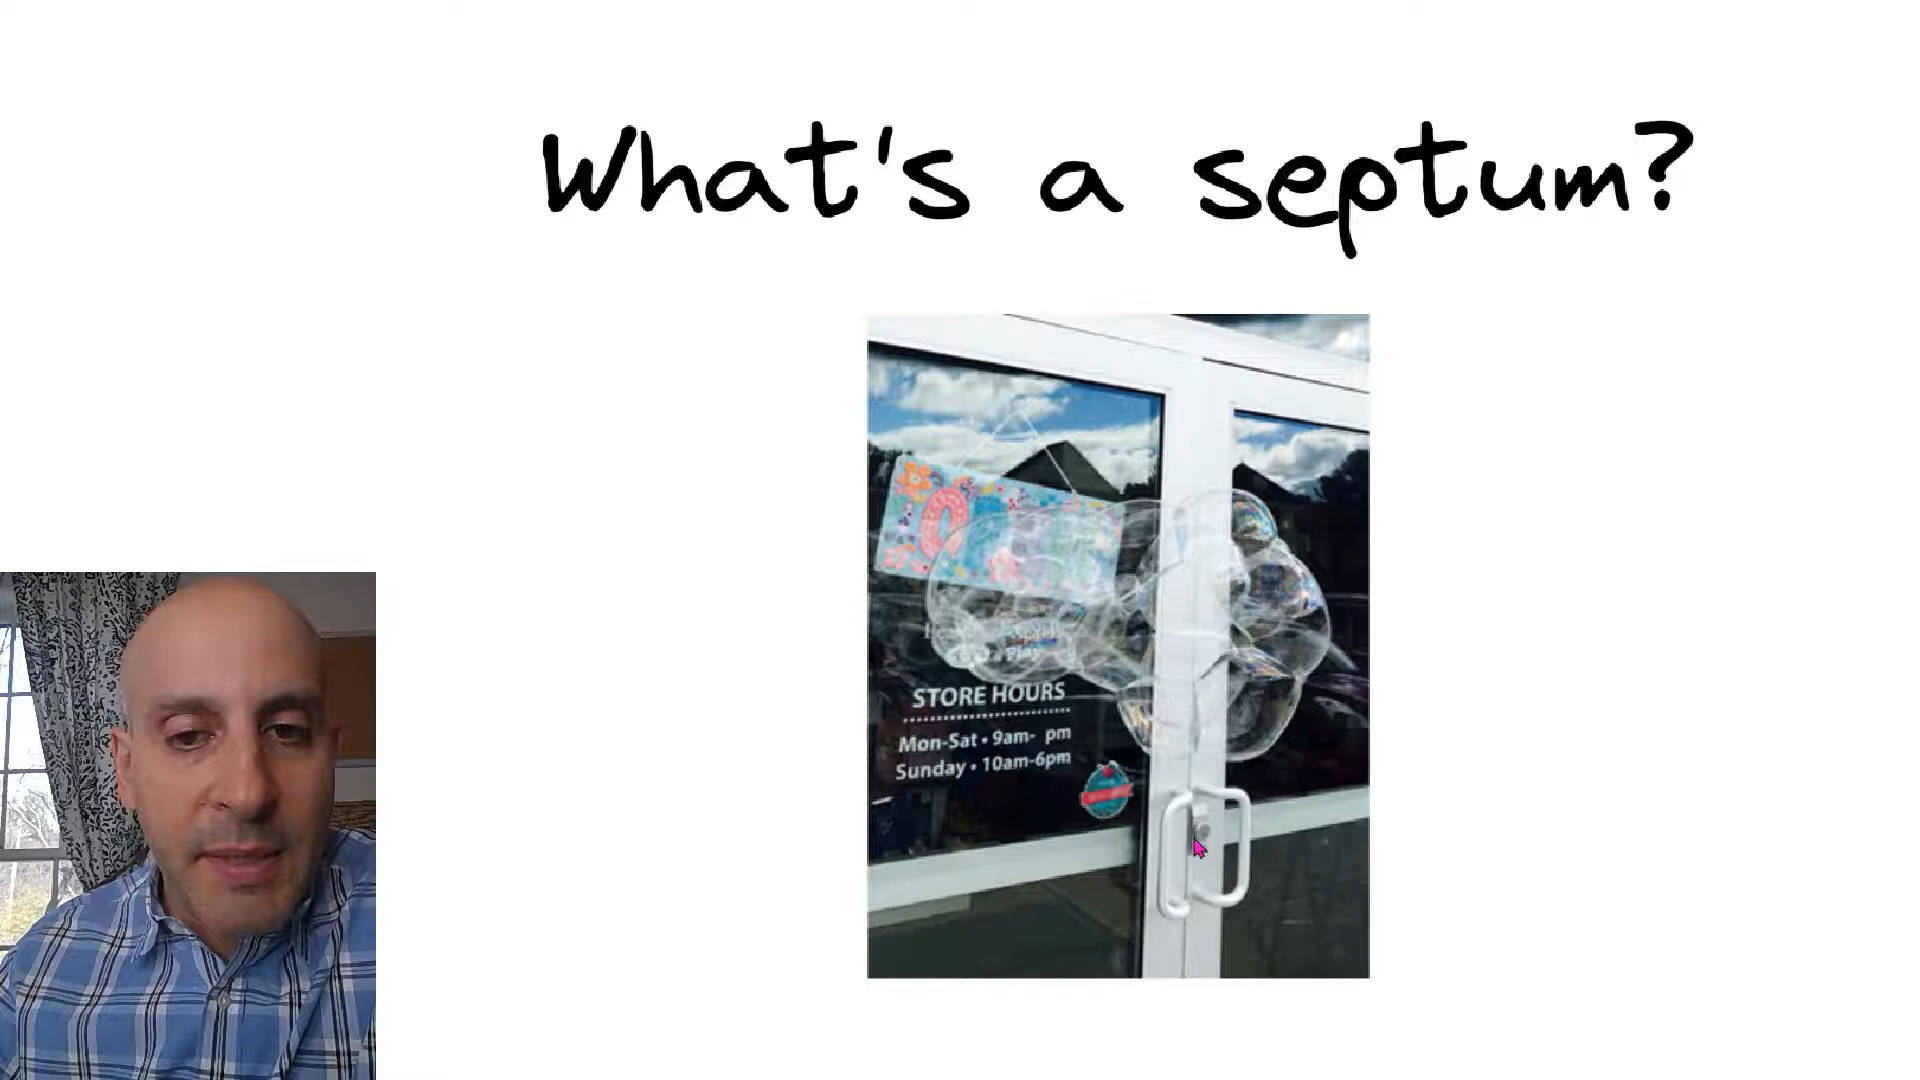 What's a septum?
STORE HOURS
Mon-Sat • 9am- pm
Sunday • 10am-6pm